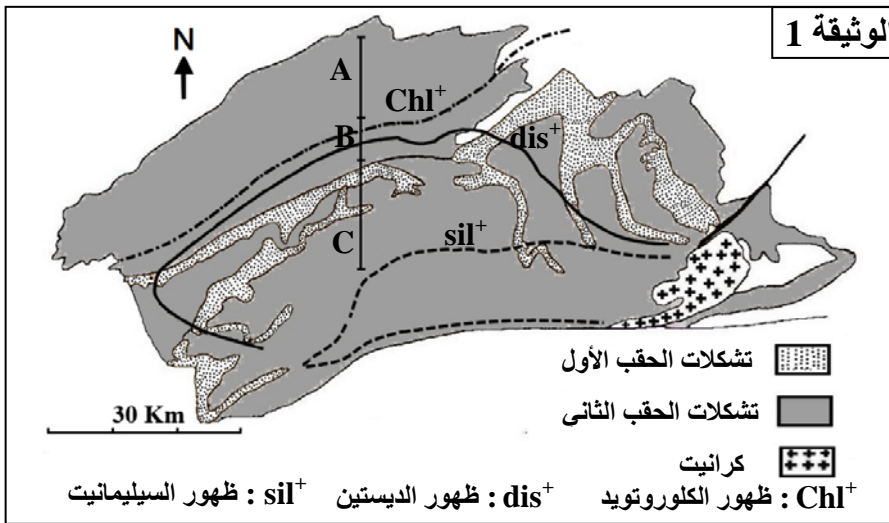 الوثيقة 1
N
A
Chl+
B
dis+
C
sil+
تشكلات الحقب الأول
30 Km
تشكلات الحقب الثاني
كرانيت
Chl+ : ظهور الكلوروتويد dis+ : ظهور الديستين sil+ : ظهور السيليمانيت